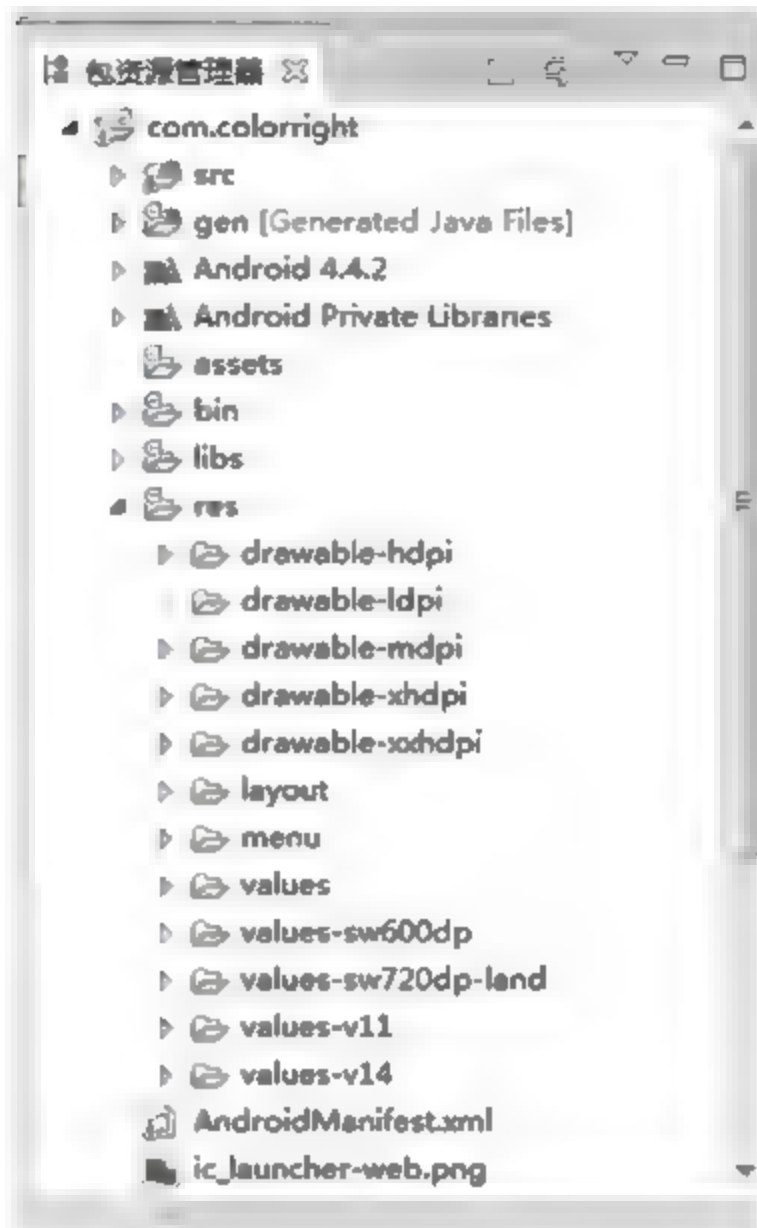 包资源管理器
com.colorright
src
gen [Generated Java Files]
Android 4.4.2
Android Private Libraries
assets
bin
libs
res
drawable-hdpi
drawable-ldpi
drawable-mdpi
drawable-xhdpi
drawable-xxhdpi
layout
menu
values
values-sw600dp
values-sw720dp-land
values-v11
values-v14
AndroidManifest.xml
ic_launcher-web.png